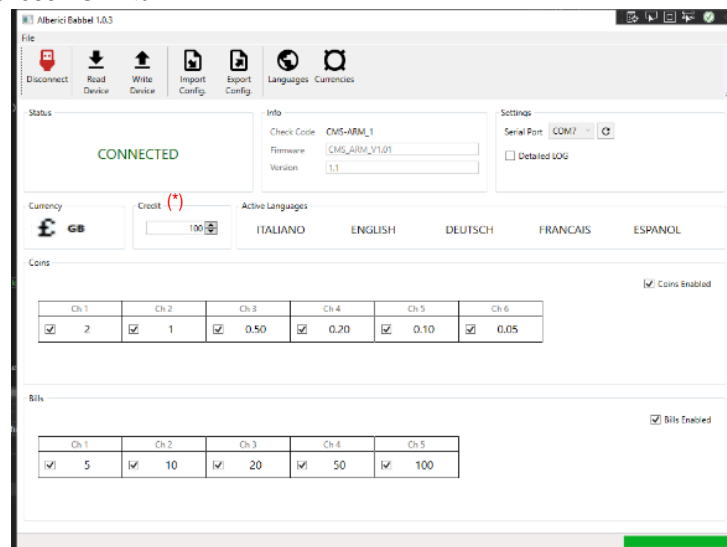 Alberici Babbel 1.0.3
File
Disconnect Read Device Write Device Import Config. Export Config. Languages Currencies
Status Info Settings
Check Code CMS-ARM_1 Serial Port COM7
CONNECTED Firmware CMS_ARM_V1.01 Detailed LOG
Version 1.1
Currency Credit (*) Active Languages
£ GB 100 ITALIANO ENGLISH DEUTSCH FRANCAIS ESPANOL
Coins
Coins Enabled
Ch 1 Ch 2 Ch 3 Ch 4 Ch 5 Ch 6
2 1 0.50 0.20 0.10 0.05
Bills
Bills Enabled
Ch 1 Ch 2 Ch 3 Ch 4 Ch 5
5 10 20 50 100